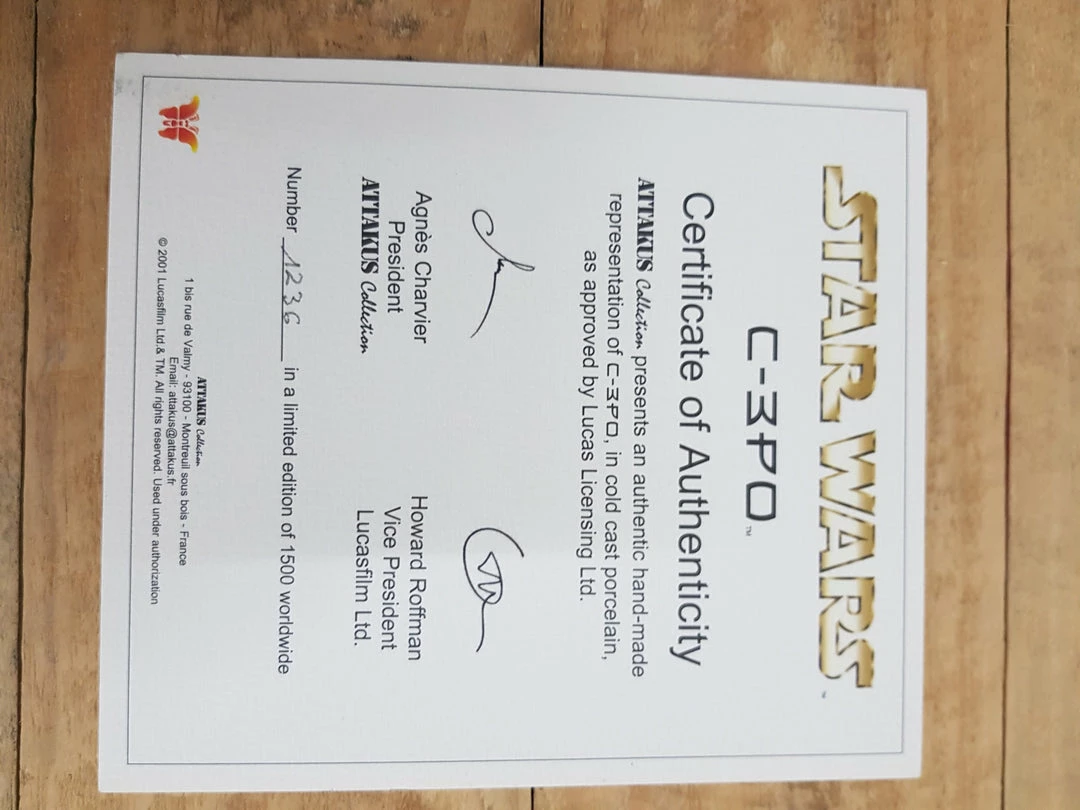 STAR WARS
C-3PO™
Certificate of Authenticity
ATTAKUS Collection presents an authentic hand-made
representation of C-3PO, in cold cast porcelain,
as approved by Lucas Licensing Ltd.
Agnès Charvier
President
ATTAKUS Collection
Howard Roffman
Vice President
Lucasfilm Ltd.
Number 1236 in a limited edition of 1500 worldwide
ATTAKUS Collection
1 bis rue de Valmy - 93100 - Montreuil sous bois - France
Email: attakus@attakus.fr
© 2001 Lucasfilm Ltd.& TM. All rights reserved. Used under authorization